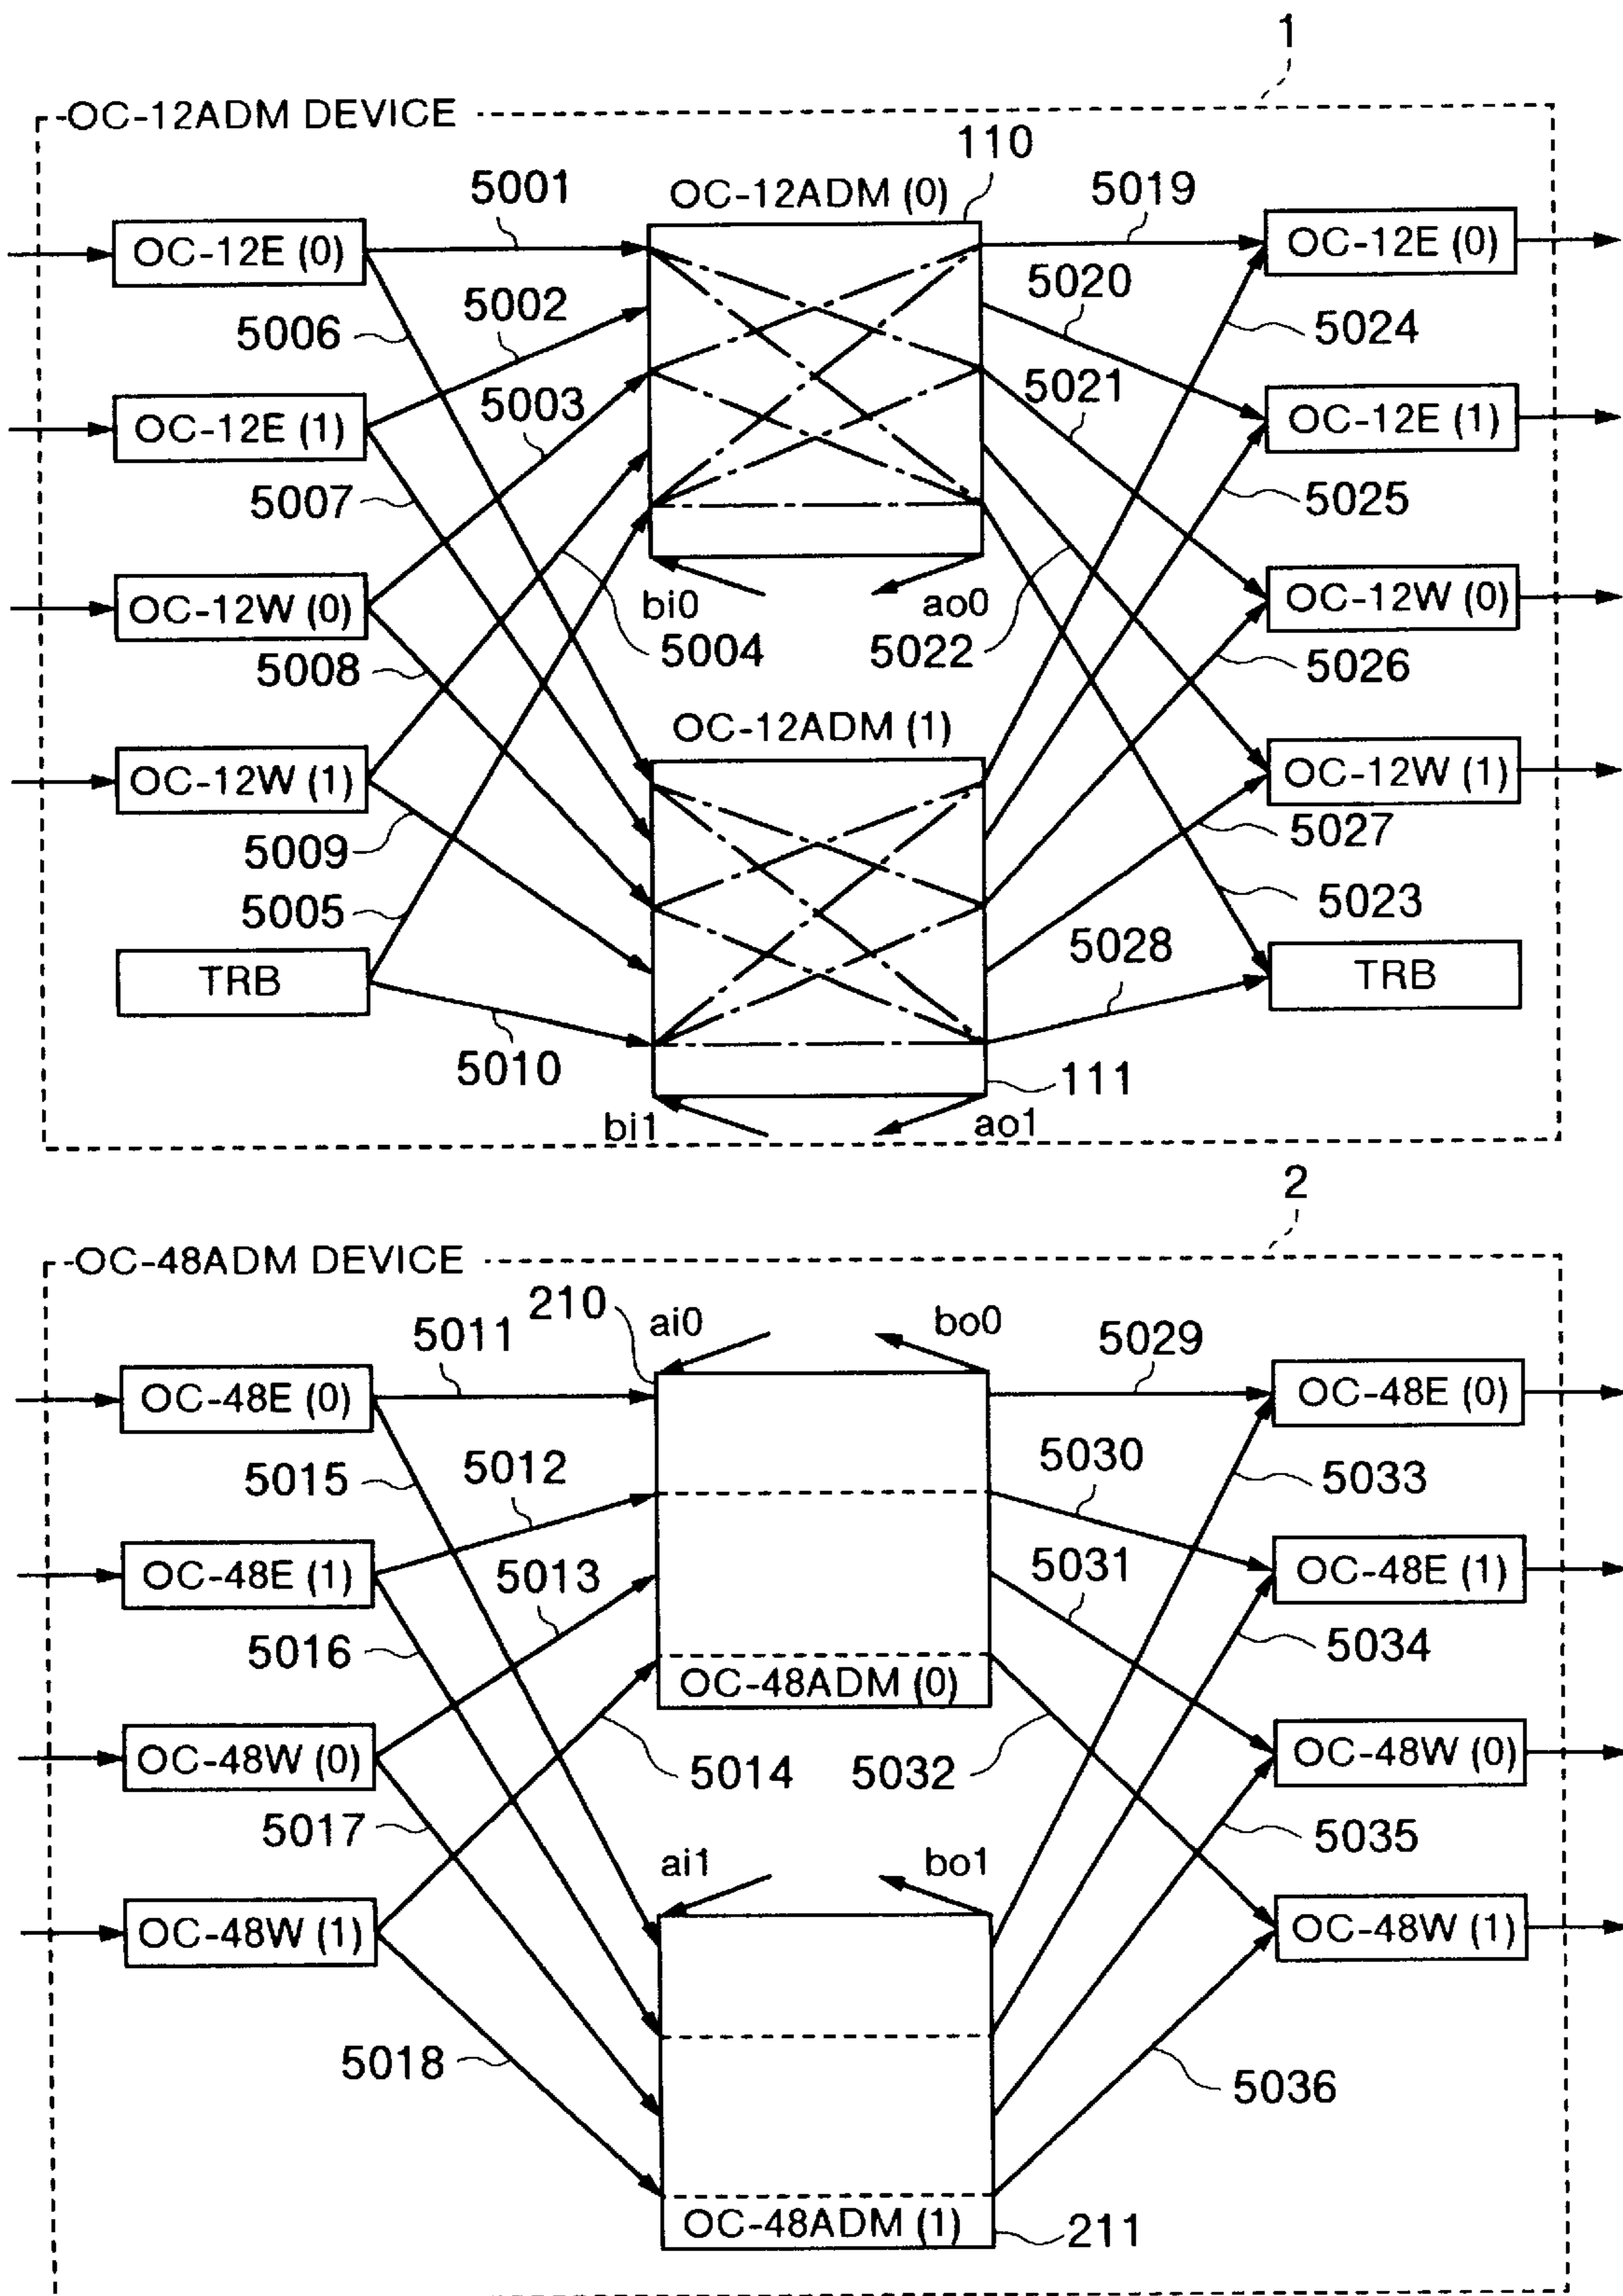 1
OC-12ADM DEVICE
110
5001
OC-12ADM (0)
5019
OC-12E (0)
OC-12E (0)
5002
5020
5006
5024
5003
5021
OC-12E (1)
OC-12E (1)
5007
5025
OC-12W (0)
bi0
ao0
OC-12W (0)
5004
5022
5008
5026
OC-12ADM (1)
OC-12W (1)
OC-12W (1)
5009
5027
5005
5023
5028
TRB
TRB
5010
111
bi1
ao1
2
OC-48ADM DEVICE
210
ai0
bo0
5011
5029
OC-48E (0)
OC-48E (0)
5012
5030
5015
5033
OC-48E (1)
5013
5031
OC-48E (1)
5016
5034
OC-48ADM (0)
OC-48W (0)
OC-48W (0)
5014
5032
5017
5035
ai1
bo1
OC-48W (1)
OC-48W (1)
5018
5036
OC-48ADM (1)
211